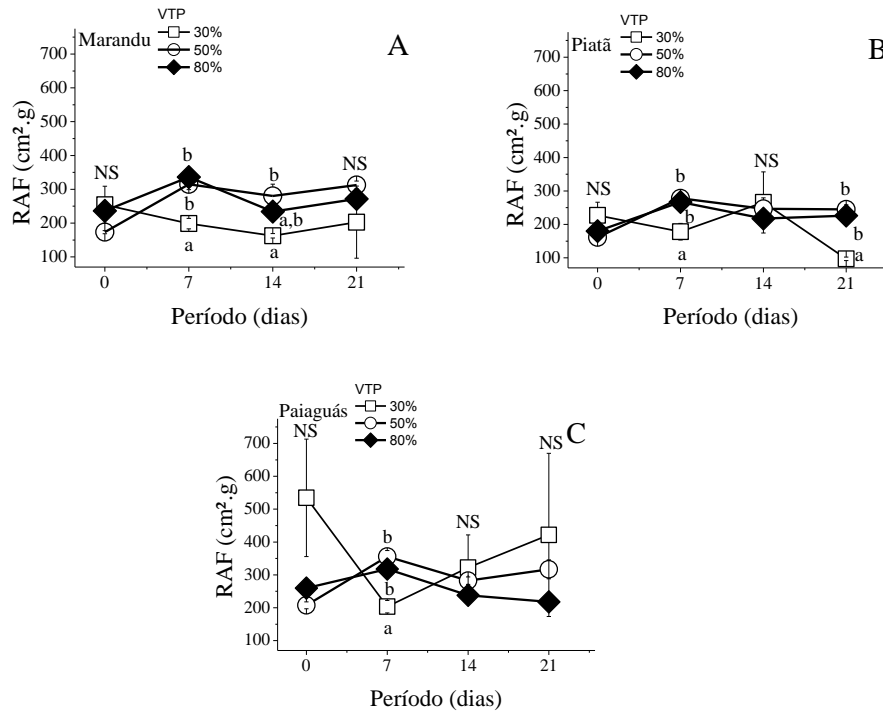 VTP
Marandu
30%
50%
80%
A
700
600
500
400
300
200
100
RAF (cm².g)
NS
b
b
a
b
a,b
a
NS
0 7 14 21
Período (dias)
VTP
Piatã
30%
50%
80%
B
700
600
500
400
300
200
100
RAF (cm².g)
NS
b
b
a
NS
b
b
a
0 7 14 21
Período (dias)
VTP
Paiaguás
30%
50%
80%
C
700
600
500
400
300
200
100
RAF (cm².g)
NS
b
b
a
NS
NS
0 7 14 21
Período (dias)